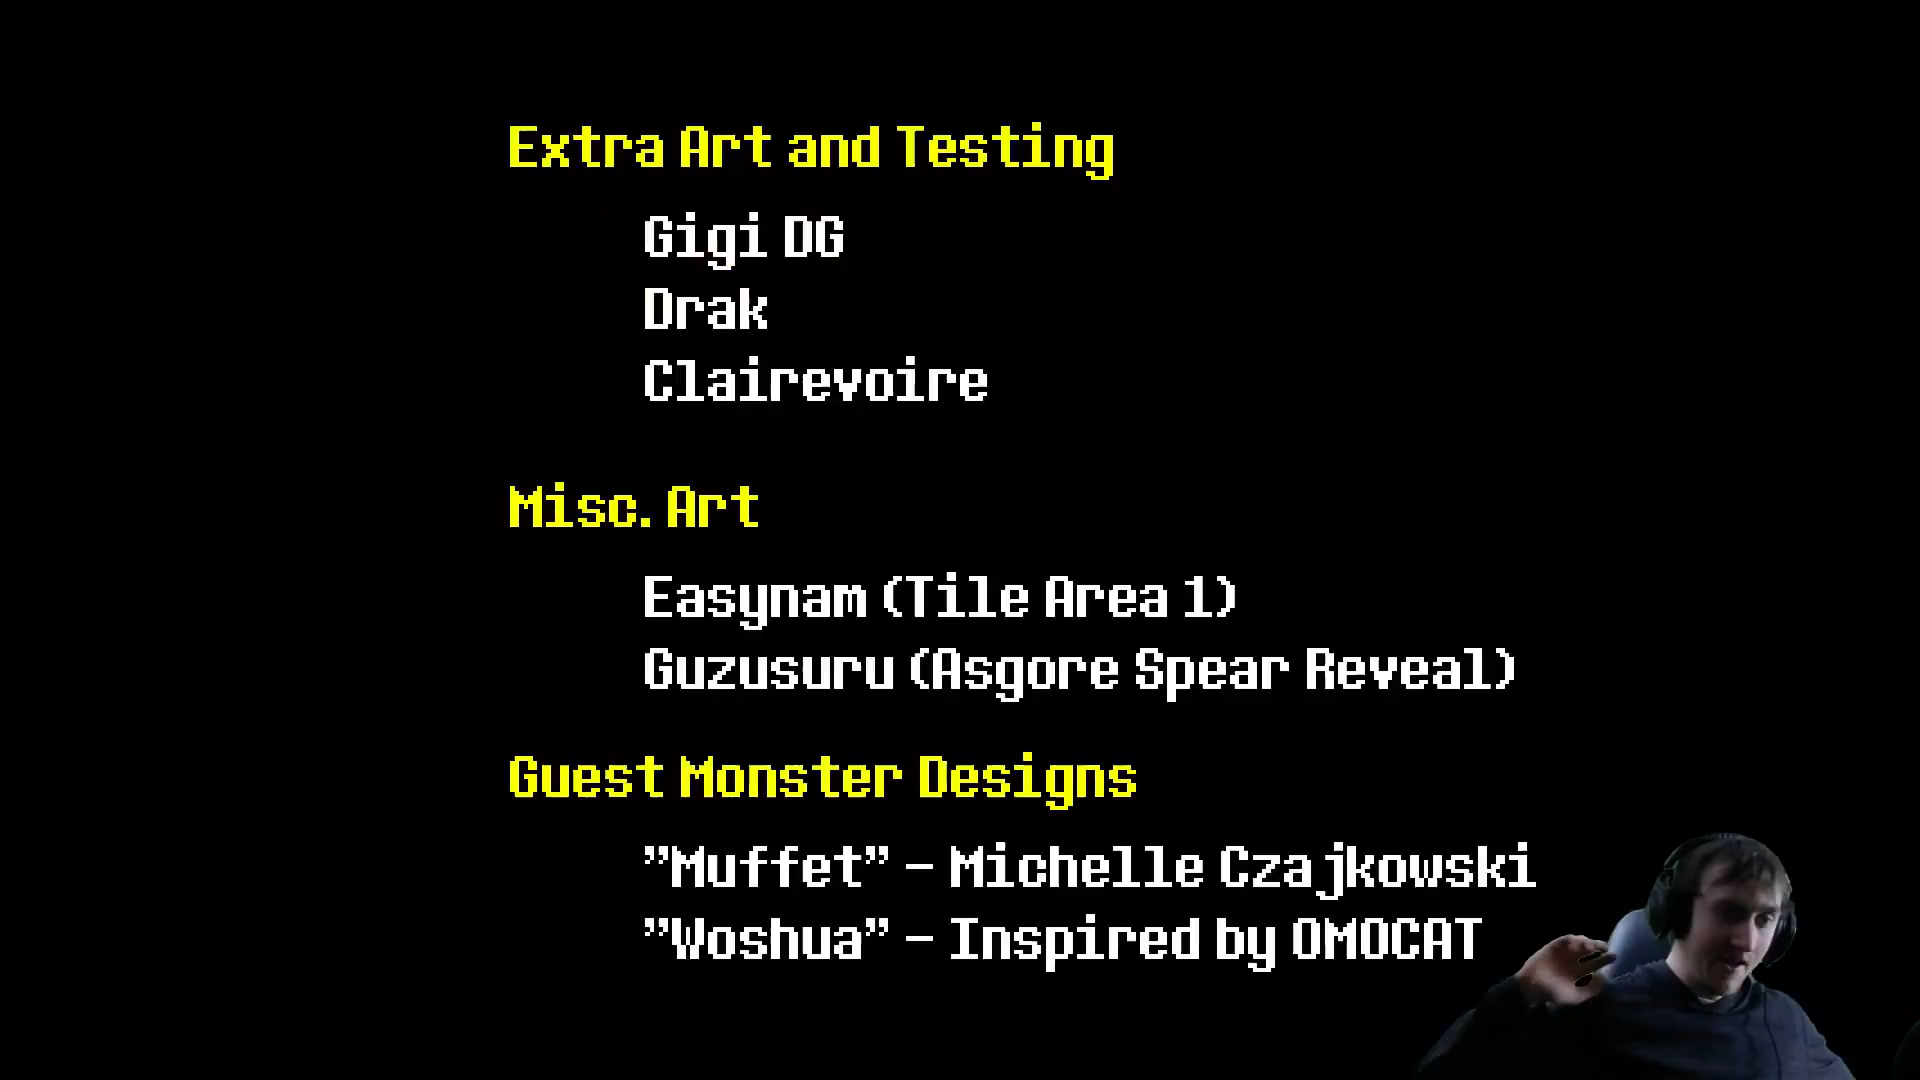 Extra Art and Testing
Gigi DG
Drak
Clairevoire
Misc. Art
Easynam (Tile Area 1)
Guzusuru (Asgore Spear Reveal)
Guest Monster Designs
”Muffet” - Michelle Czajkowski
”Woshua” - Inspired by OMOCAT